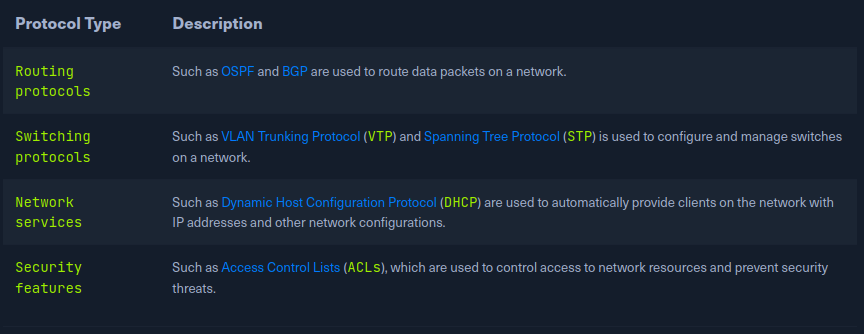 Protocol Type Description
Routing protocols
Such as OSPF and BGP are used to route data packets on a network.
Switching protocols
Such as VLAN Trunking Protocol (VTP) and Spanning Tree Protocol (STP) is used to configure and manage switches
on a network.
Network services
Such as Dynamic Host Configuration Protocol (DHCP) are used to automatically provide clients on the network with
IP addresses and other network configurations.
Security features
Such as Access Control Lists (ACLs), which are used to control access to network resources and prevent security
threats.